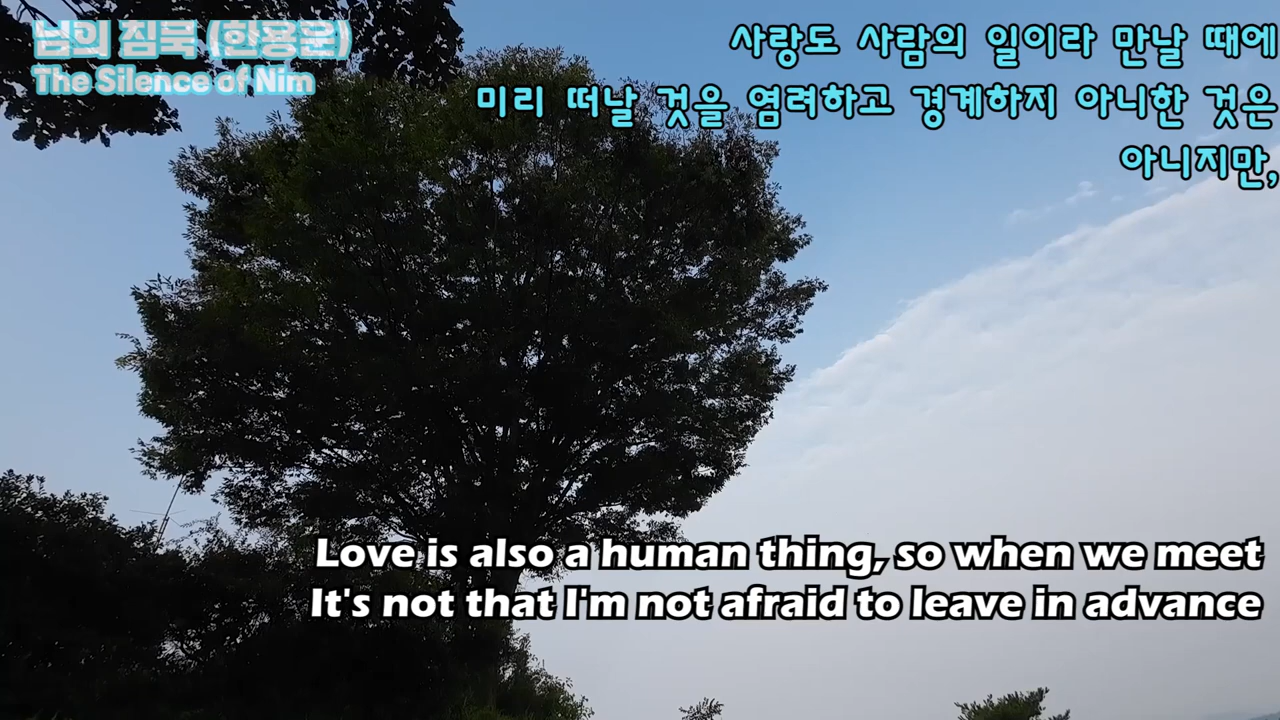 님의 침묵 (한용운)
The Silence of Nim
사랑도 사람의 일이라 만날 때에
미리 떠날 것을 염려하고 경계하지 아니한 것은
아니지만,
Love is also a human thing, so when we meet
It's not that I'm not afraid to leave in advance